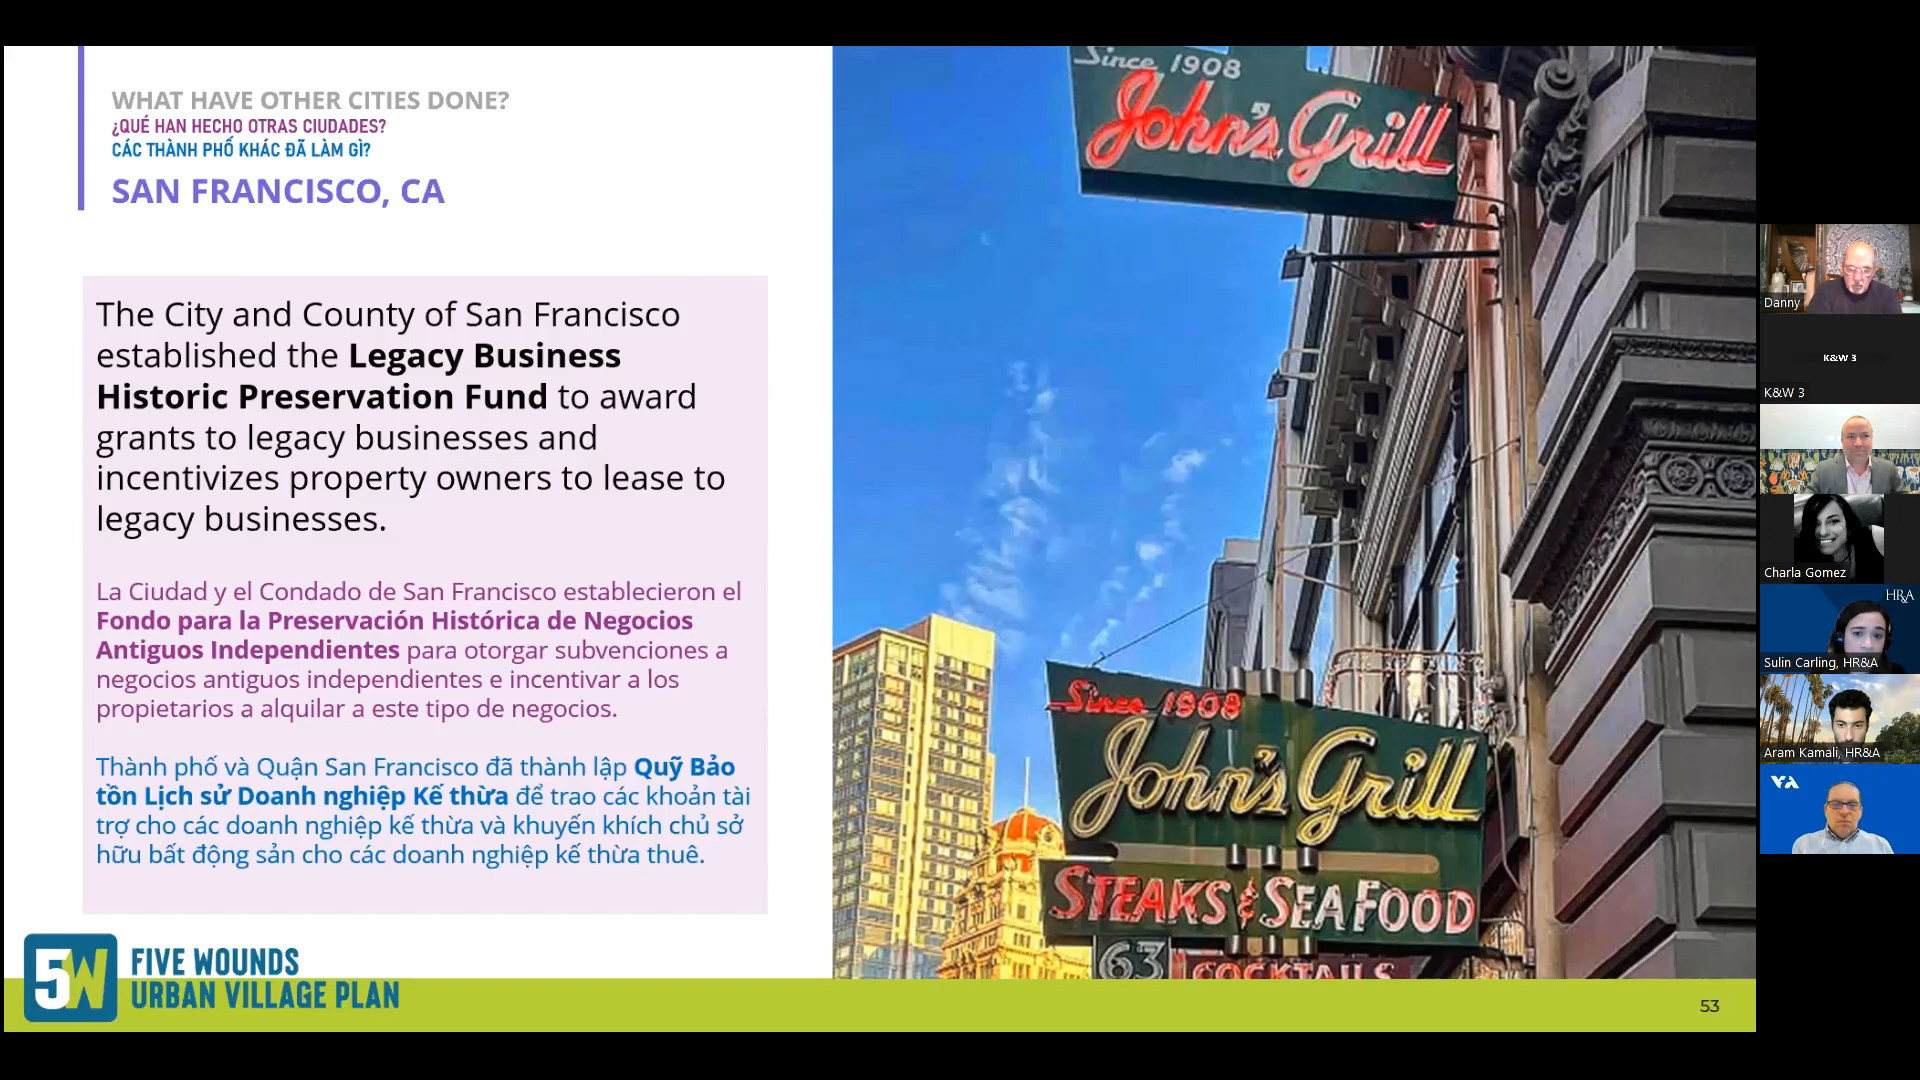 WHAT HAVE OTHER CITIES DONE?
¿QUÉ HAN HECHO OTRAS CIUDADES?
CÁC THÀNH PHỐ KHÁC ĐÃ LÀM GÌ?
SAN FRANCISCO, CA
The City and County of San Francisco
established the Legacy Business
Historic Preservation Fund to award
grants to legacy businesses and
incentivizes property owners to lease to
legacy businesses.
La Ciudad y el Condado de San Francisco establecieron el
Fondo para la Preservación Histórica de Negocios
Antiguos Independientes para otorgar subvenciones a
negocios antiguos independientes e incentivar a los
propietarios a alquilar a este tipo de negocios.
Thành phố và Quận San Francisco đã thành lập Quỹ Bảo
tồn Lịch sử Doanh nghiệp Kế thừa để trao các khoản tài
trợ cho các doanh nghiệp kế thừa và khuyến khích chủ sở
hữu bất động sản cho các doanh nghiệp kế thừa thuê.
5W
FIVE WOUNDS
URBAN VILLAGE PLAN
Since 1908
John's Grill
Since 1908
John's Grill
STEAKS & SEAFOOD
63
COCKTAILS
53
Danny
K&W 3
K&W 3
Charla Gomez
HR&A
Sulin Carling, HR&A
Aram Kamali, HR&A
VTA